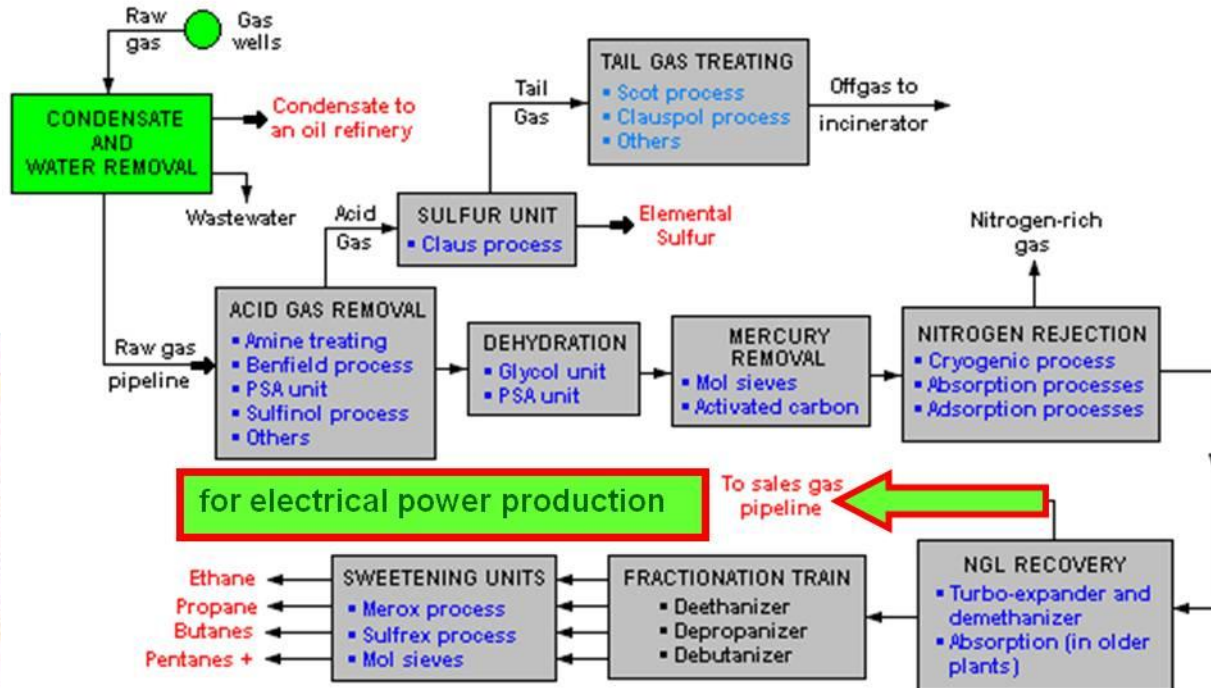 Raw
gas
Gas
wells
CONDENSATE
AND
WATER REMOVAL
Condensate to
an oil refinery
Wastewater
Tail
Gas
TAIL GAS TREATING
▪ Scot process
▪ Clauspol process
▪ Others
Offgas to
incinerator
Acid
Gas
SULFUR UNIT
▪ Claus process
Elemental
Sulfur
Nitrogen-rich
gas
Raw gas
pipeline
ACID GAS REMOVAL
▪ Amine treating
▪ Benfield process
▪ PSA unit
▪ Sulfinol process
▪ Others
DEHYDRATION
▪ Glycol unit
▪ PSA unit
MERCURY
REMOVAL
▪ Mol sieves
▪ Activated carbon
NITROGEN REJECTION
▪ Cryogenic process
▪ Absorption processes
▪ Adsorption processes
for electrical power production
To sales gas
pipeline
NGL RECOVERY
▪ Turbo-expander and
demethanizer
▪ Absorption (in older
plants)
FRACTIONATION TRAIN
▪ Deethanizer
▪ Depropanizer
▪ Debutanizer
SWEETENING UNITS
▪ Merox process
▪ Sulfrex process
▪ Mol sieves
Ethane
Propane
Butanes
Pentanes +